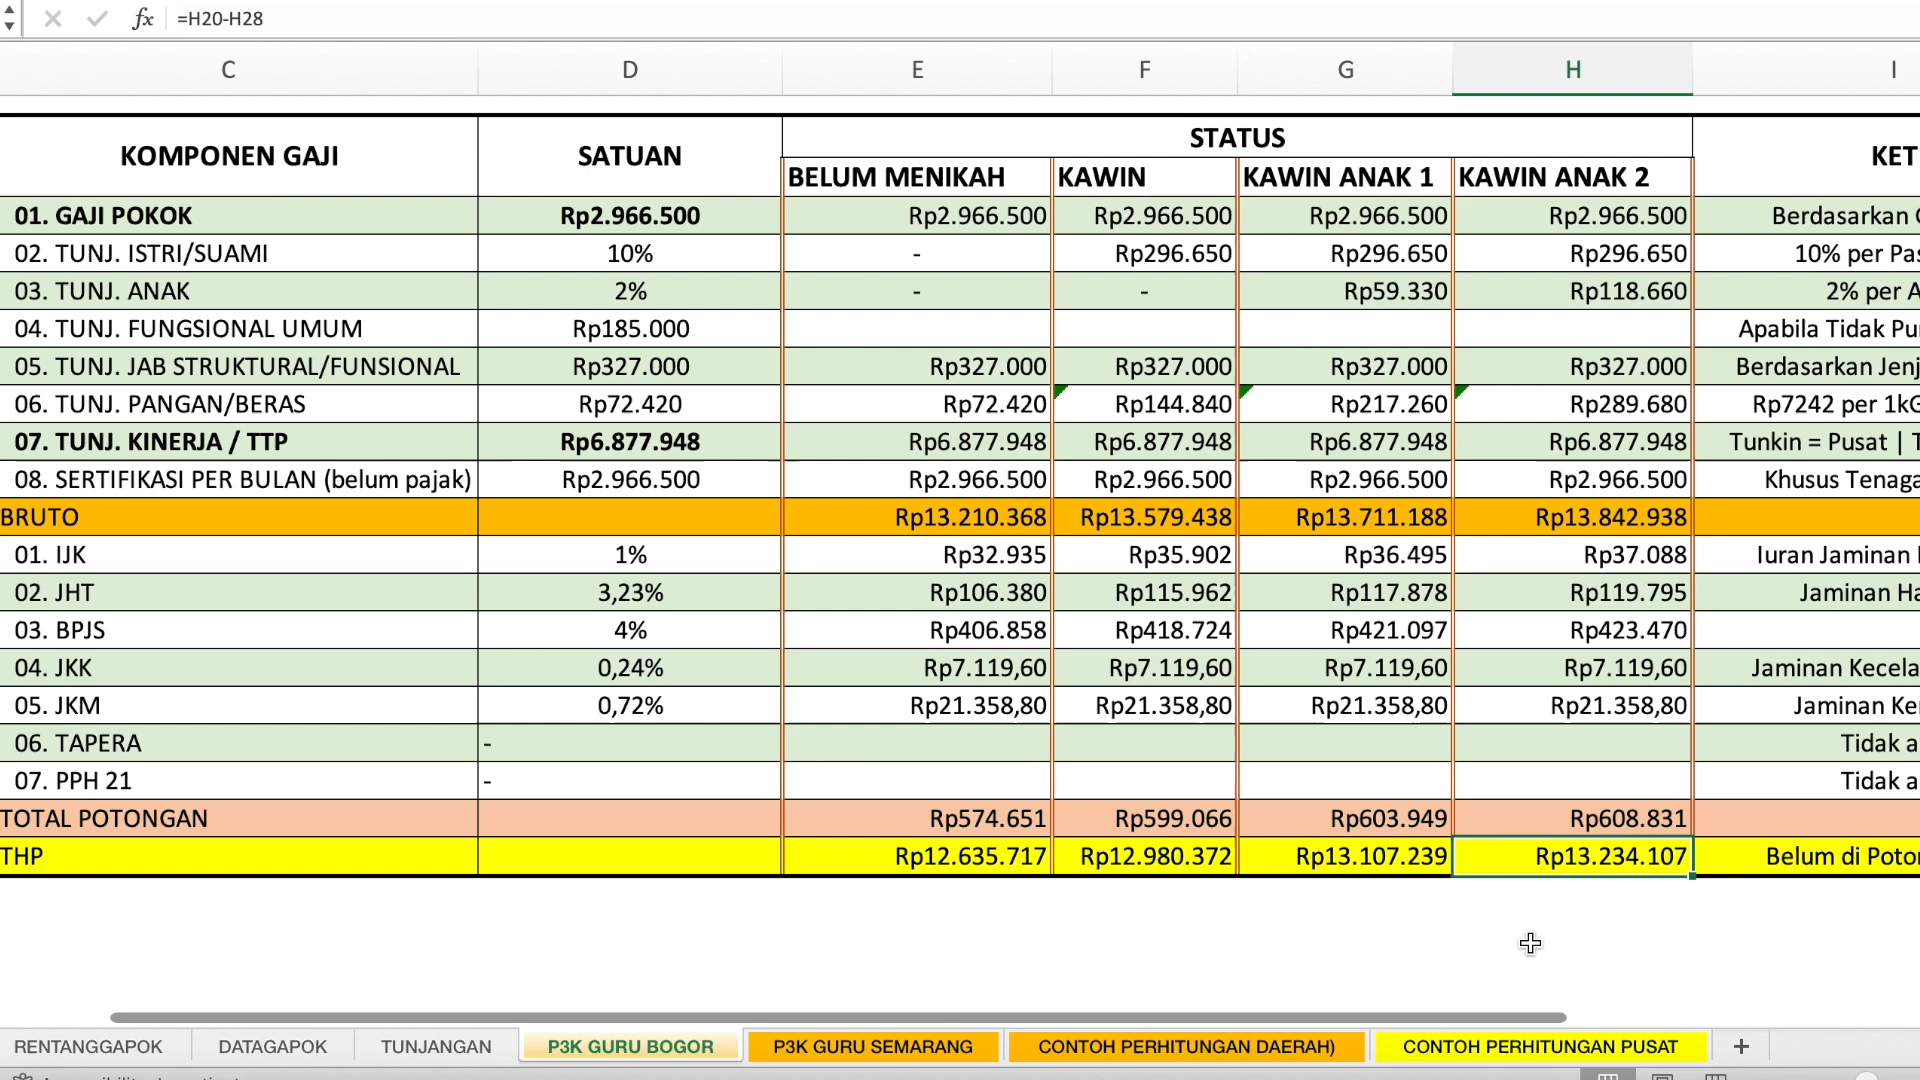 fx =H20-H28
C D E F G H I
KOMPONEN GAJI SATUAN STATUS KET
BELUM MENIKAH KAWIN KAWIN ANAK 1 KAWIN ANAK 2
01. GAJI POKOK Rp2.966.500 Rp2.966.500 Rp2.966.500 Rp2.966.500 Rp2.966.500 Berdasarkan
02. TUNJ. ISTRI/SUAMI 10% - Rp296.650 Rp296.650 Rp296.650 10% per Pas
03. TUNJ. ANAK 2% - - Rp59.330 Rp118.660 2% per A
04. TUNJ. FUNGSIONAL UMUM Rp185.000 Apabila Tidak Pu
05. TUNJ. JAB STRUKTURAL/FUNSIONAL Rp327.000 Rp327.000 Rp327.000 Rp327.000 Rp327.000 Berdasarkan Jenj
06. TUNJ. PANGAN/BERAS Rp72.420 Rp72.420 Rp144.840 Rp217.260 Rp289.680 Rp7242 per 1kG
07. TUNJ. KINERJA / TTP Rp6.877.948 Rp6.877.948 Rp6.877.948 Rp6.877.948 Rp6.877.948 Tunkin = Pusat | T
08. SERTIFIKASI PER BULAN (belum pajak) Rp2.966.500 Rp2.966.500 Rp2.966.500 Rp2.966.500 Rp2.966.500 Khusus Tenaga
BRUTO Rp13.210.368 Rp13.579.438 Rp13.711.188 Rp13.842.938
01. IJK 1% Rp32.935 Rp35.902 Rp36.495 Rp37.088 Iuran Jaminan
02. JHT 3,23% Rp106.380 Rp115.962 Rp117.878 Rp119.795 Jaminan Ha
03. BPJS 4% Rp406.858 Rp418.724 Rp421.097 Rp423.470
04. JKK 0,24% Rp7.119,60 Rp7.119,60 Rp7.119,60 Rp7.119,60 Jaminan Kecela
05. JKM 0,72% Rp21.358,80 Rp21.358,80 Rp21.358,80 Rp21.358,80 Jaminan Ke
06. TAPERA - Tidak a
07. PPH 21 - Tidak a
TOTAL POTONGAN Rp574.651 Rp599.066 Rp603.949 Rp608.831
THP Rp12.635.717 Rp12.980.372 Rp13.107.239 Rp13.234.107 Belum di Poto
RENTANGGAPOK DATAGAPOK TUNJANGAN P3K GURU BOGOR P3K GURU SEMARANG CONTOH PERHITUNGAN DAERAH) CONTOH PERHITUNGAN PUSAT +